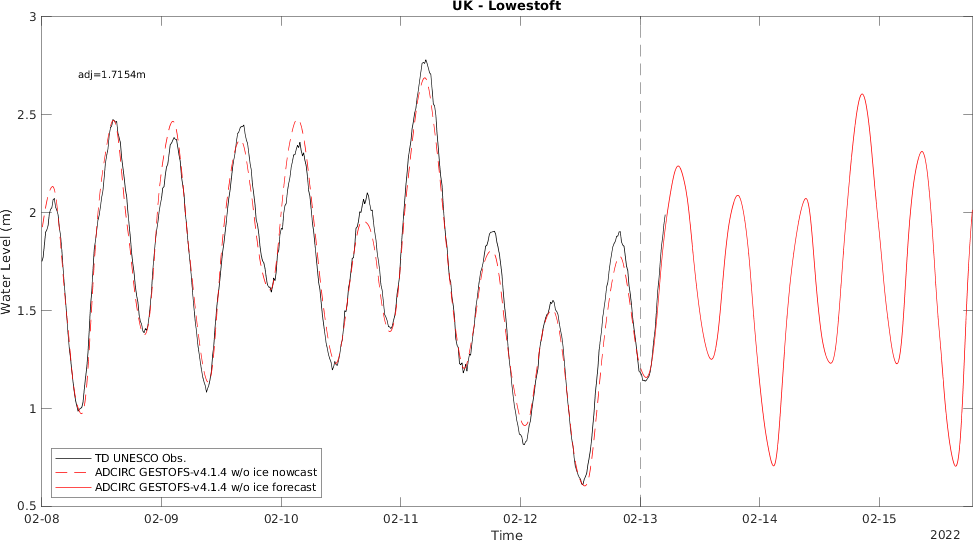 UK - Lowestoft
3
adj=1.7154m
2.5
2
1.5
1
0.5
Water Level (m)
TD UNESCO Obs.
ADCIRC GESTOFS-v4.1.4 w/o ice nowcast
ADCIRC GESTOFS-v4.1.4 w/o ice forecast
02-08 02-09 02-10 02-11 02-12 02-13 02-14 02-15
Time
2022